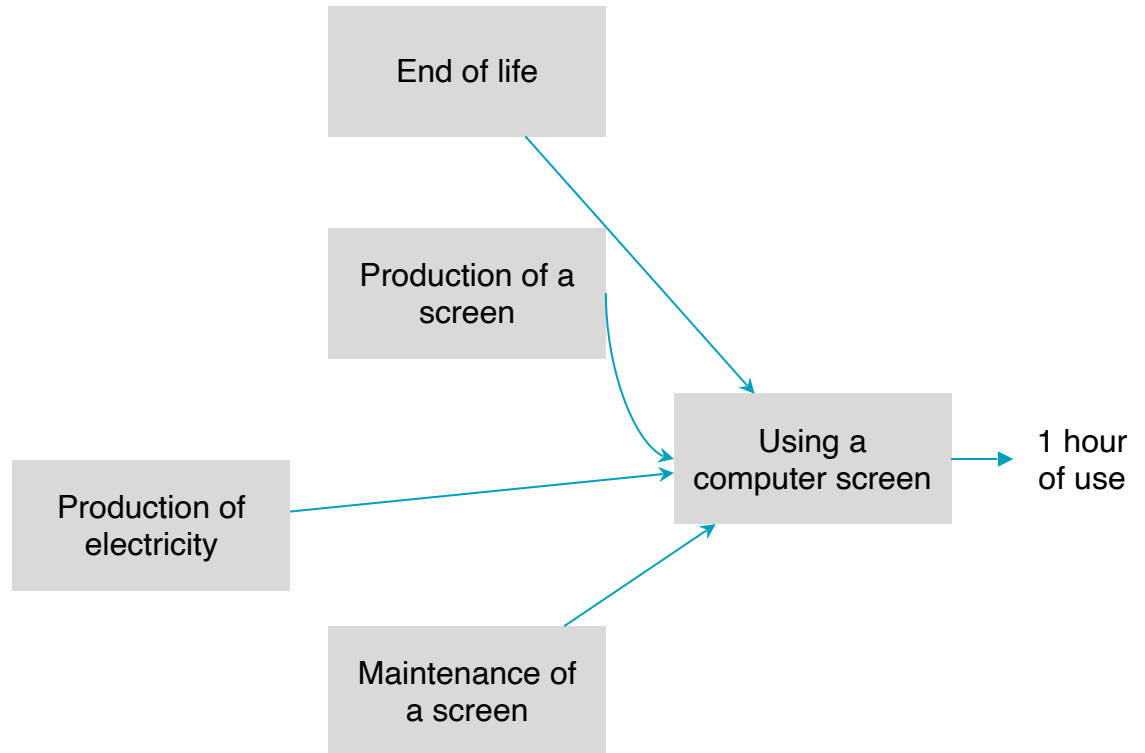 End of life
Production of a
screen
Using a
computer screen
1 hour
of use
Production of
electricity
Maintenance of
a screen